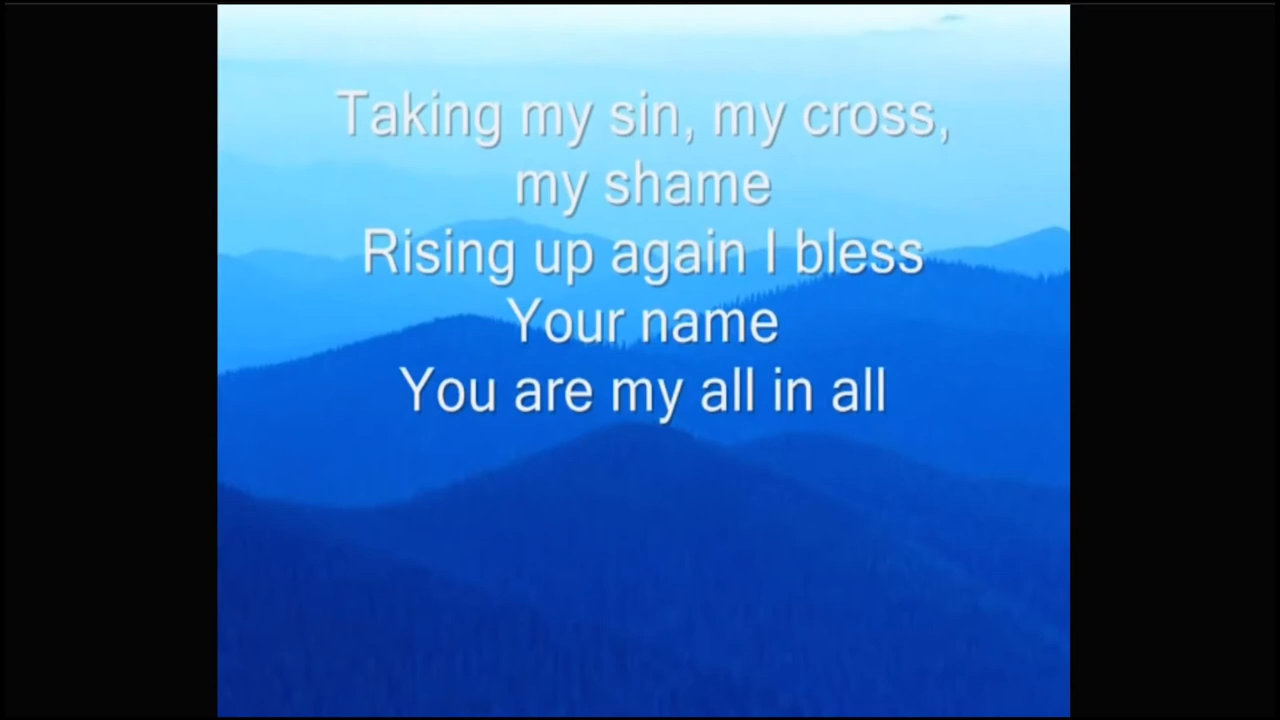 Taking my sin, my cross,
my shame
Rising up again I bless
Your name
You are my all in all